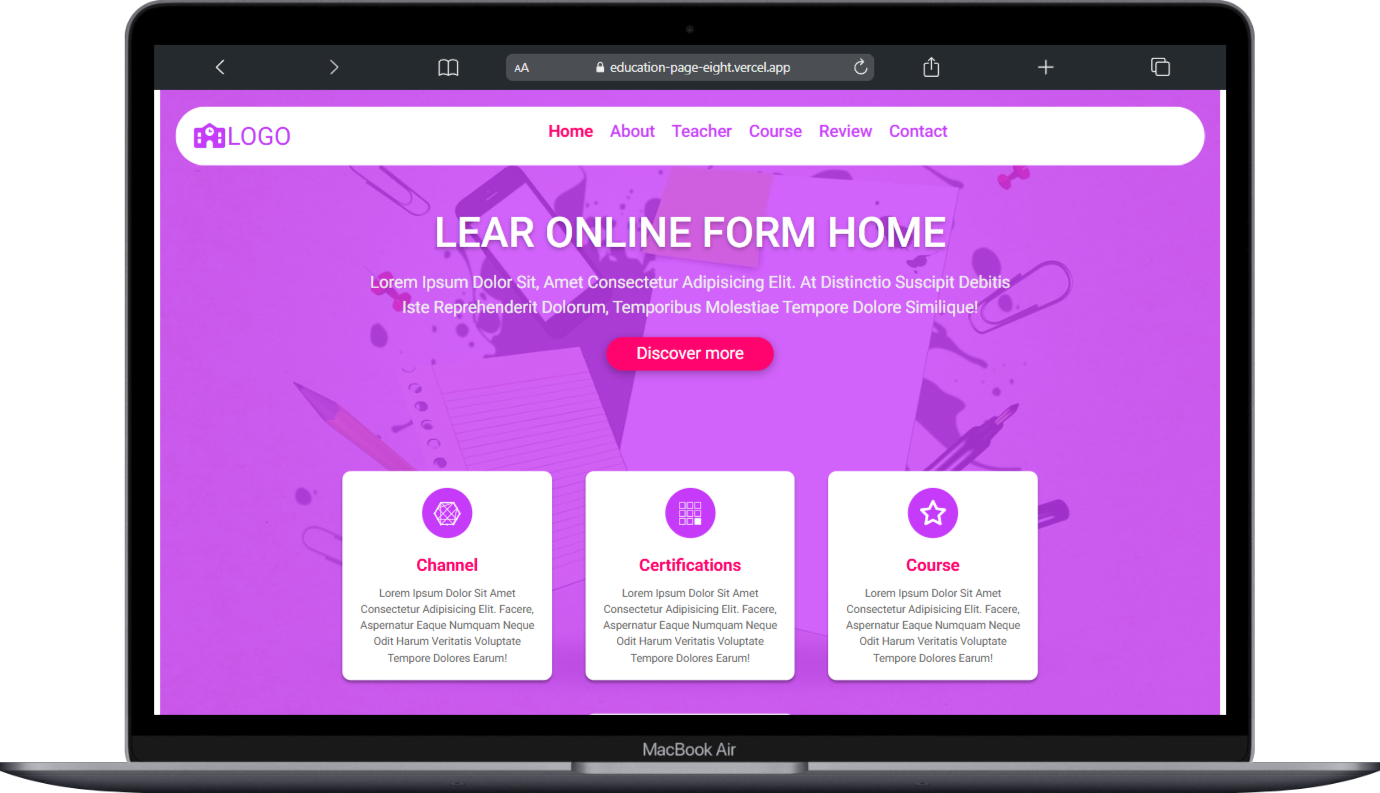 AA education-page-eight.vercel.app
LOGO Home About Teacher Course Review Contact
LEAR ONLINE FORM HOME
Lorem Ipsum Dolor Sit, Amet Consectetur Adipisicing Elit. At Distinctio Suscipit Debitis
Iste Reprehenderit Dolorum, Temporibus Molestiae Tempore Dolore Similique!
Discover more
Channel
Lorem Ipsum Dolor Sit Amet
Consectetur Adipisicing Elit. Facere,
Aspernatur Eaque Numquam Neque
Odit Harum Veritatis Voluptate
Tempore Dolores Earum!
Certifications
Lorem Ipsum Dolor Sit Amet
Consectetur Adipisicing Elit. Facere,
Aspernatur Eaque Numquam Neque
Odit Harum Veritatis Voluptate
Tempore Dolores Earum!
Course
Lorem Ipsum Dolor Sit Amet
Consectetur Adipisicing Elit. Facere,
Aspernatur Eaque Numquam Neque
Odit Harum Veritatis Voluptate
Tempore Dolores Earum!
MacBook Air